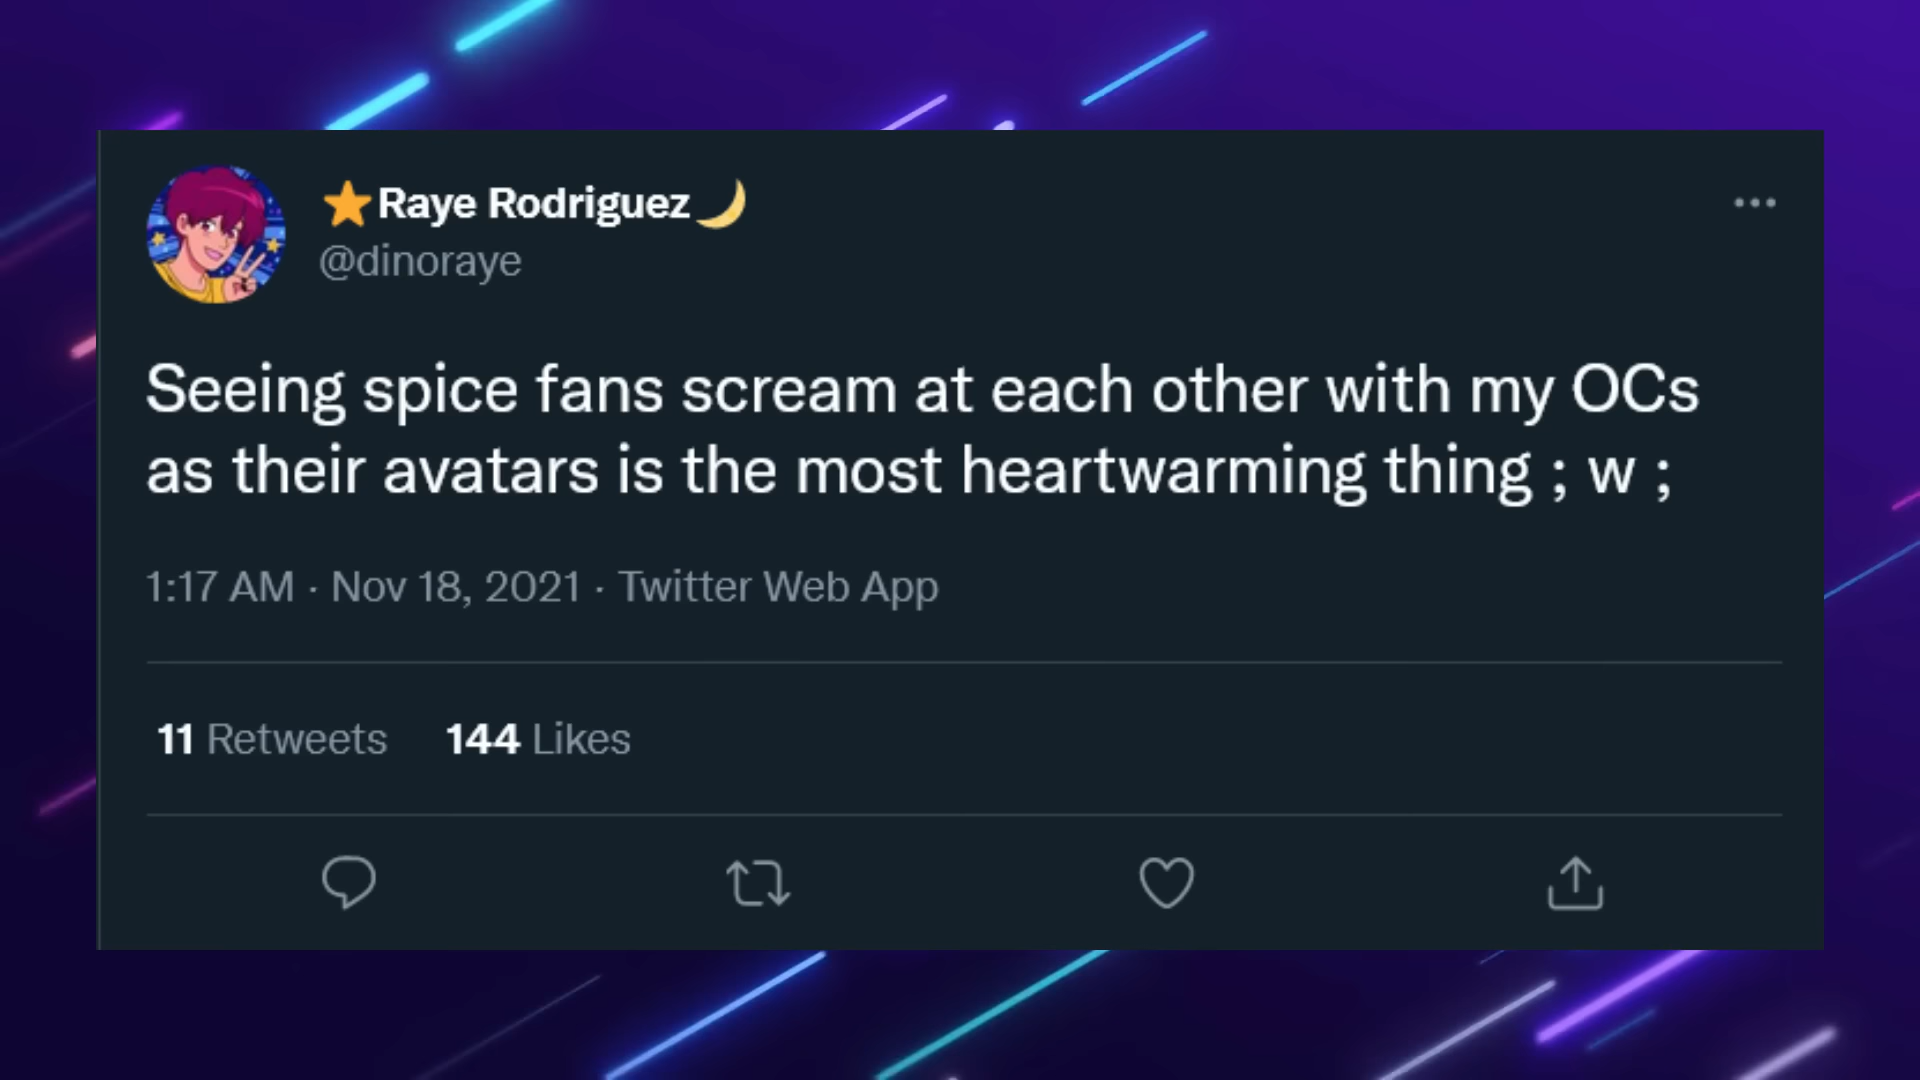 ⭐Raye Rodriguez🌙
@dinoraye
Seeing spice fans scream at each other with my OCs
as their avatars is the most heartwarming thing ; w ;
1:17 AM · Nov 18, 2021 · Twitter Web App
11 Retweets 144 Likes